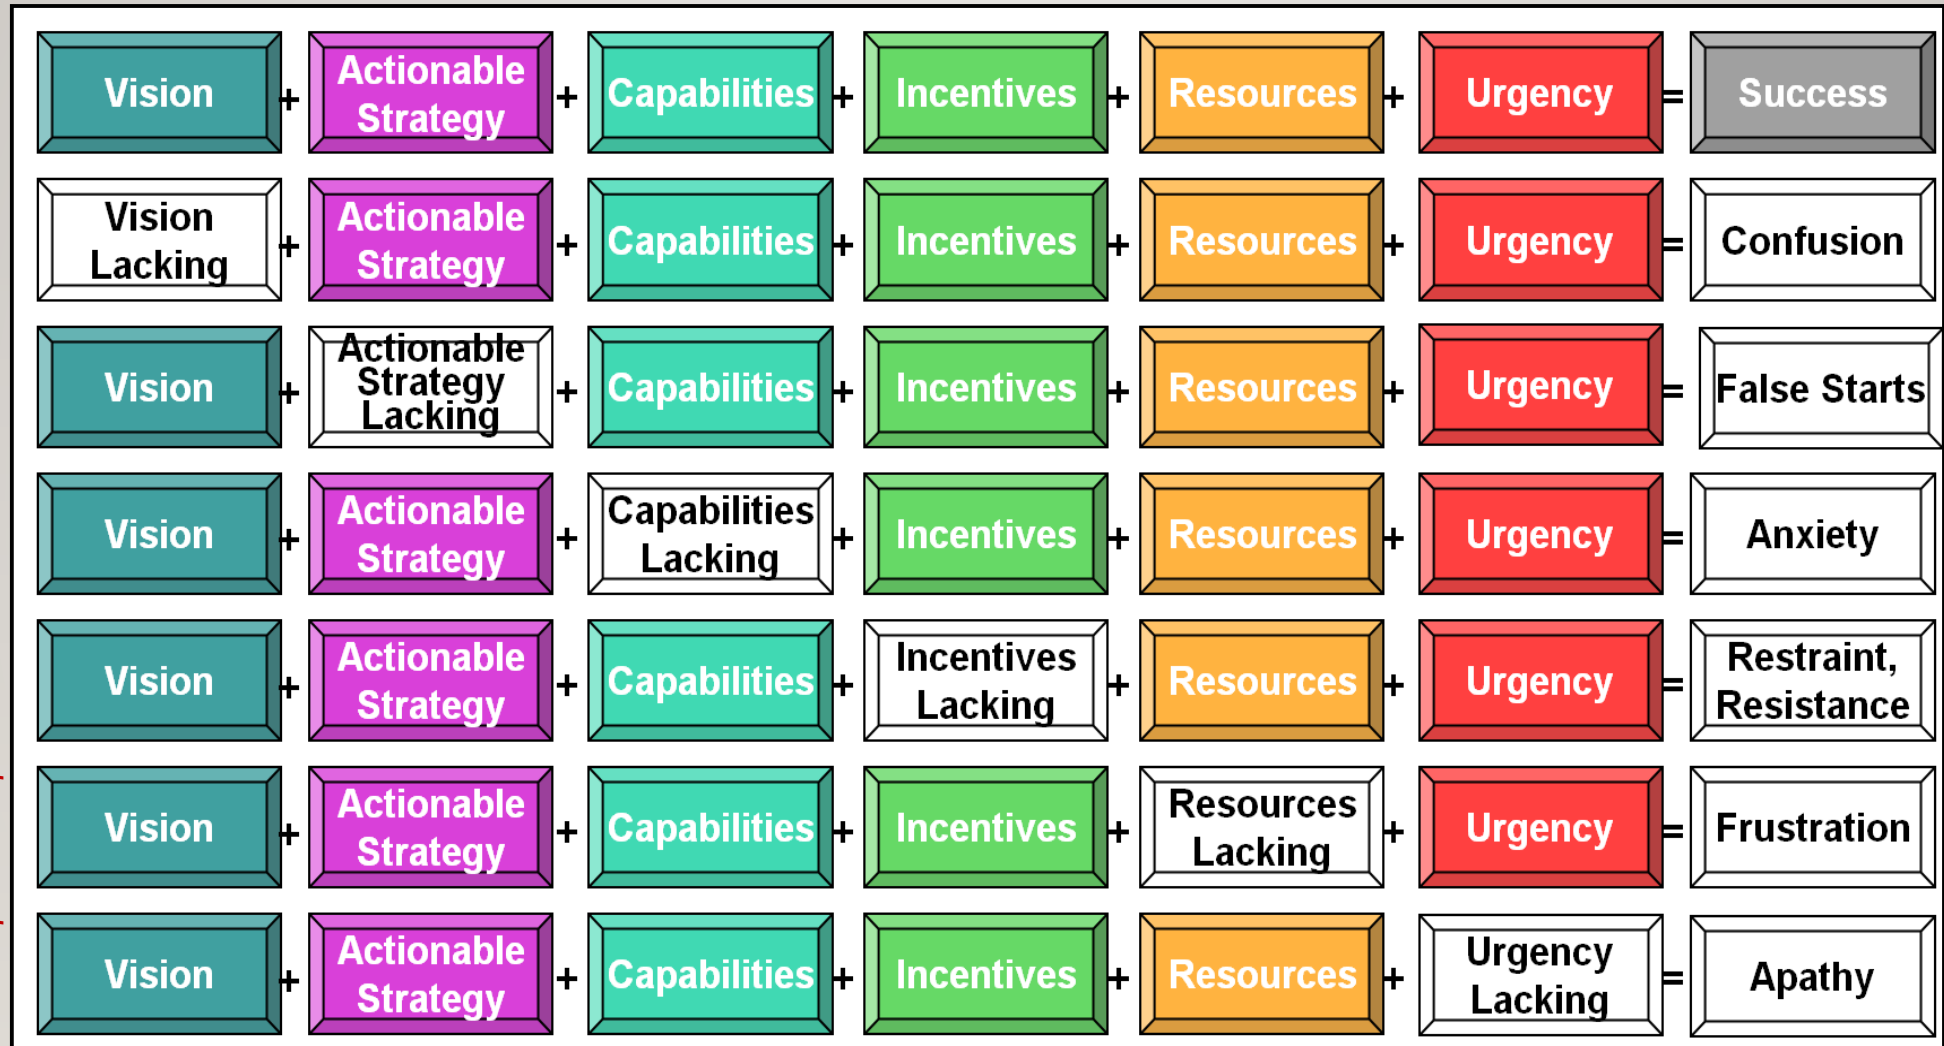 Vision + Actionable Strategy + Capabilities + Incentives + Resources + Urgency = Success
Vision Lacking + Actionable Strategy + Capabilities + Incentives + Resources + Urgency = Confusion
Vision + Actionable Strategy Lacking + Capabilities + Incentives + Resources + Urgency = False Starts
Vision + Actionable Strategy + Capabilities Lacking + Incentives + Resources + Urgency = Anxiety
Vision + Actionable Strategy + Capabilities + Incentives Lacking + Resources + Urgency = Restraint, Resistance
Vision + Actionable Strategy + Capabilities + Incentives + Resources Lacking + Urgency = Frustration
Vision + Actionable Strategy + Capabilities + Incentives + Resources + Urgency Lacking = Apathy